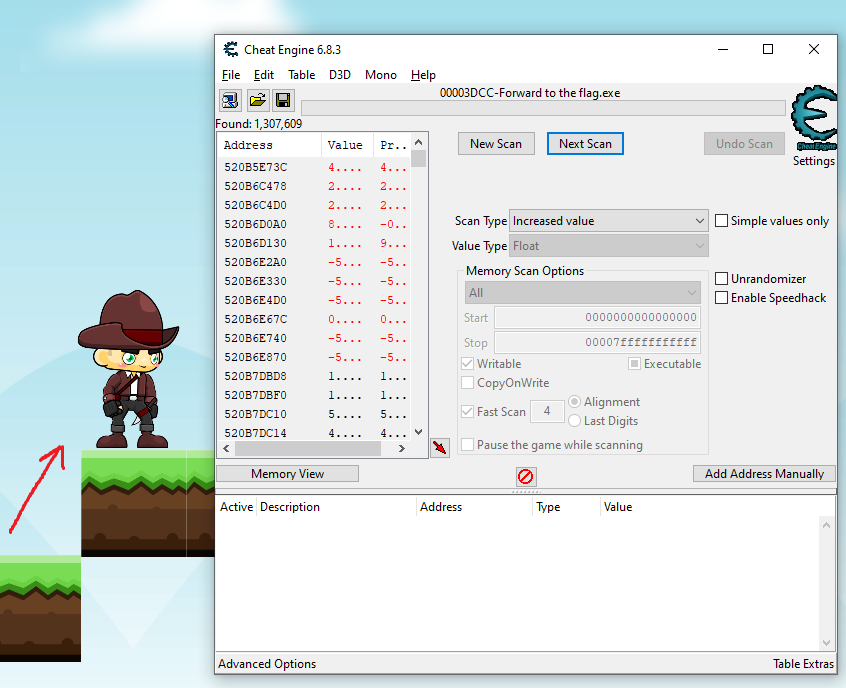 Cheat Engine 6.8.3
File Edit Table D3D Mono Help
00003DCC-Forward to the flag.exe
Found: 1,307,609
Cheat Engine
Settings
Address Value Pr..
520B5E73C 4.... 4...
520B6C478 2.... 2...
520B6C4D0 2.... 2...
520B6D0A0 8.... -0..
520B6D130 1.... 9...
520B6E2A0 -5... -5..
520B6E330 -5... -5..
520B6E4D0 -5... -5..
520B6E67C 0.... 0...
520B6E740 -5... -5..
520B6E870 -5... -5..
520B7DBD8 1.... 1...
520B7DBF0 1.... 1...
520B7DC10 5.... 5...
520B7DC14 4.... 4...
New Scan Next Scan Undo Scan
Scan Type Increased value Simple values only
Value Type Float
Memory Scan Options
All
Start 0000000000000000
Stop 00007fffffffffff
Writable Executable
CopyOnWrite
Fast Scan 4 Alignment
Last Digits
Pause the game while scanning
Unrandomizer
Enable Speedhack
Memory View Add Address Manually
Active Description Address Type Value
Advanced Options Table Extras